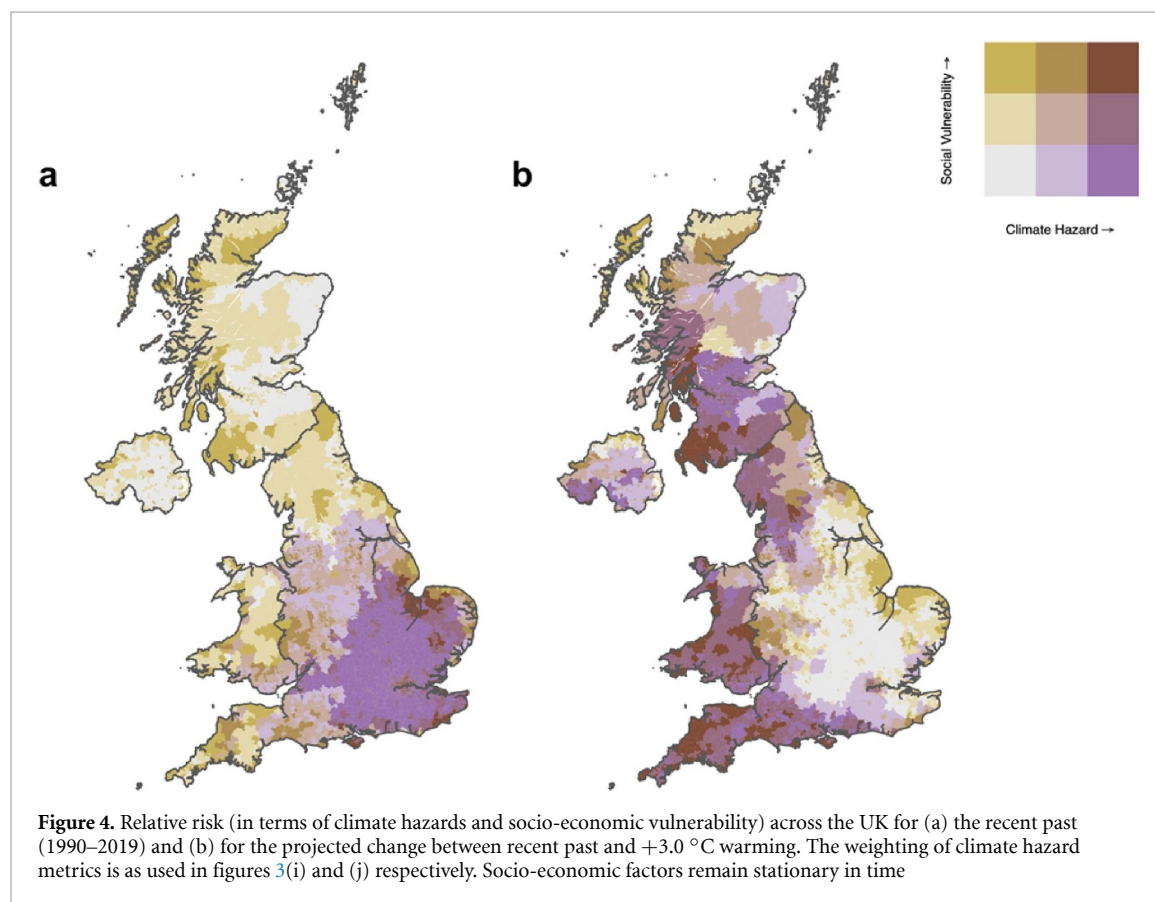 a
b
Social Vulnerability →
Climate Hazard →
Figure 4. Relative risk (in terms of climate hazards and socio-economic vulnerability) across the UK for (a) the recent past
(1990–2019) and (b) for the projected change between recent past and +3.0 °C warming. The weighting of climate hazard
metrics is as used in figures 3(i) and (j) respectively. Socio-economic factors remain stationary in time